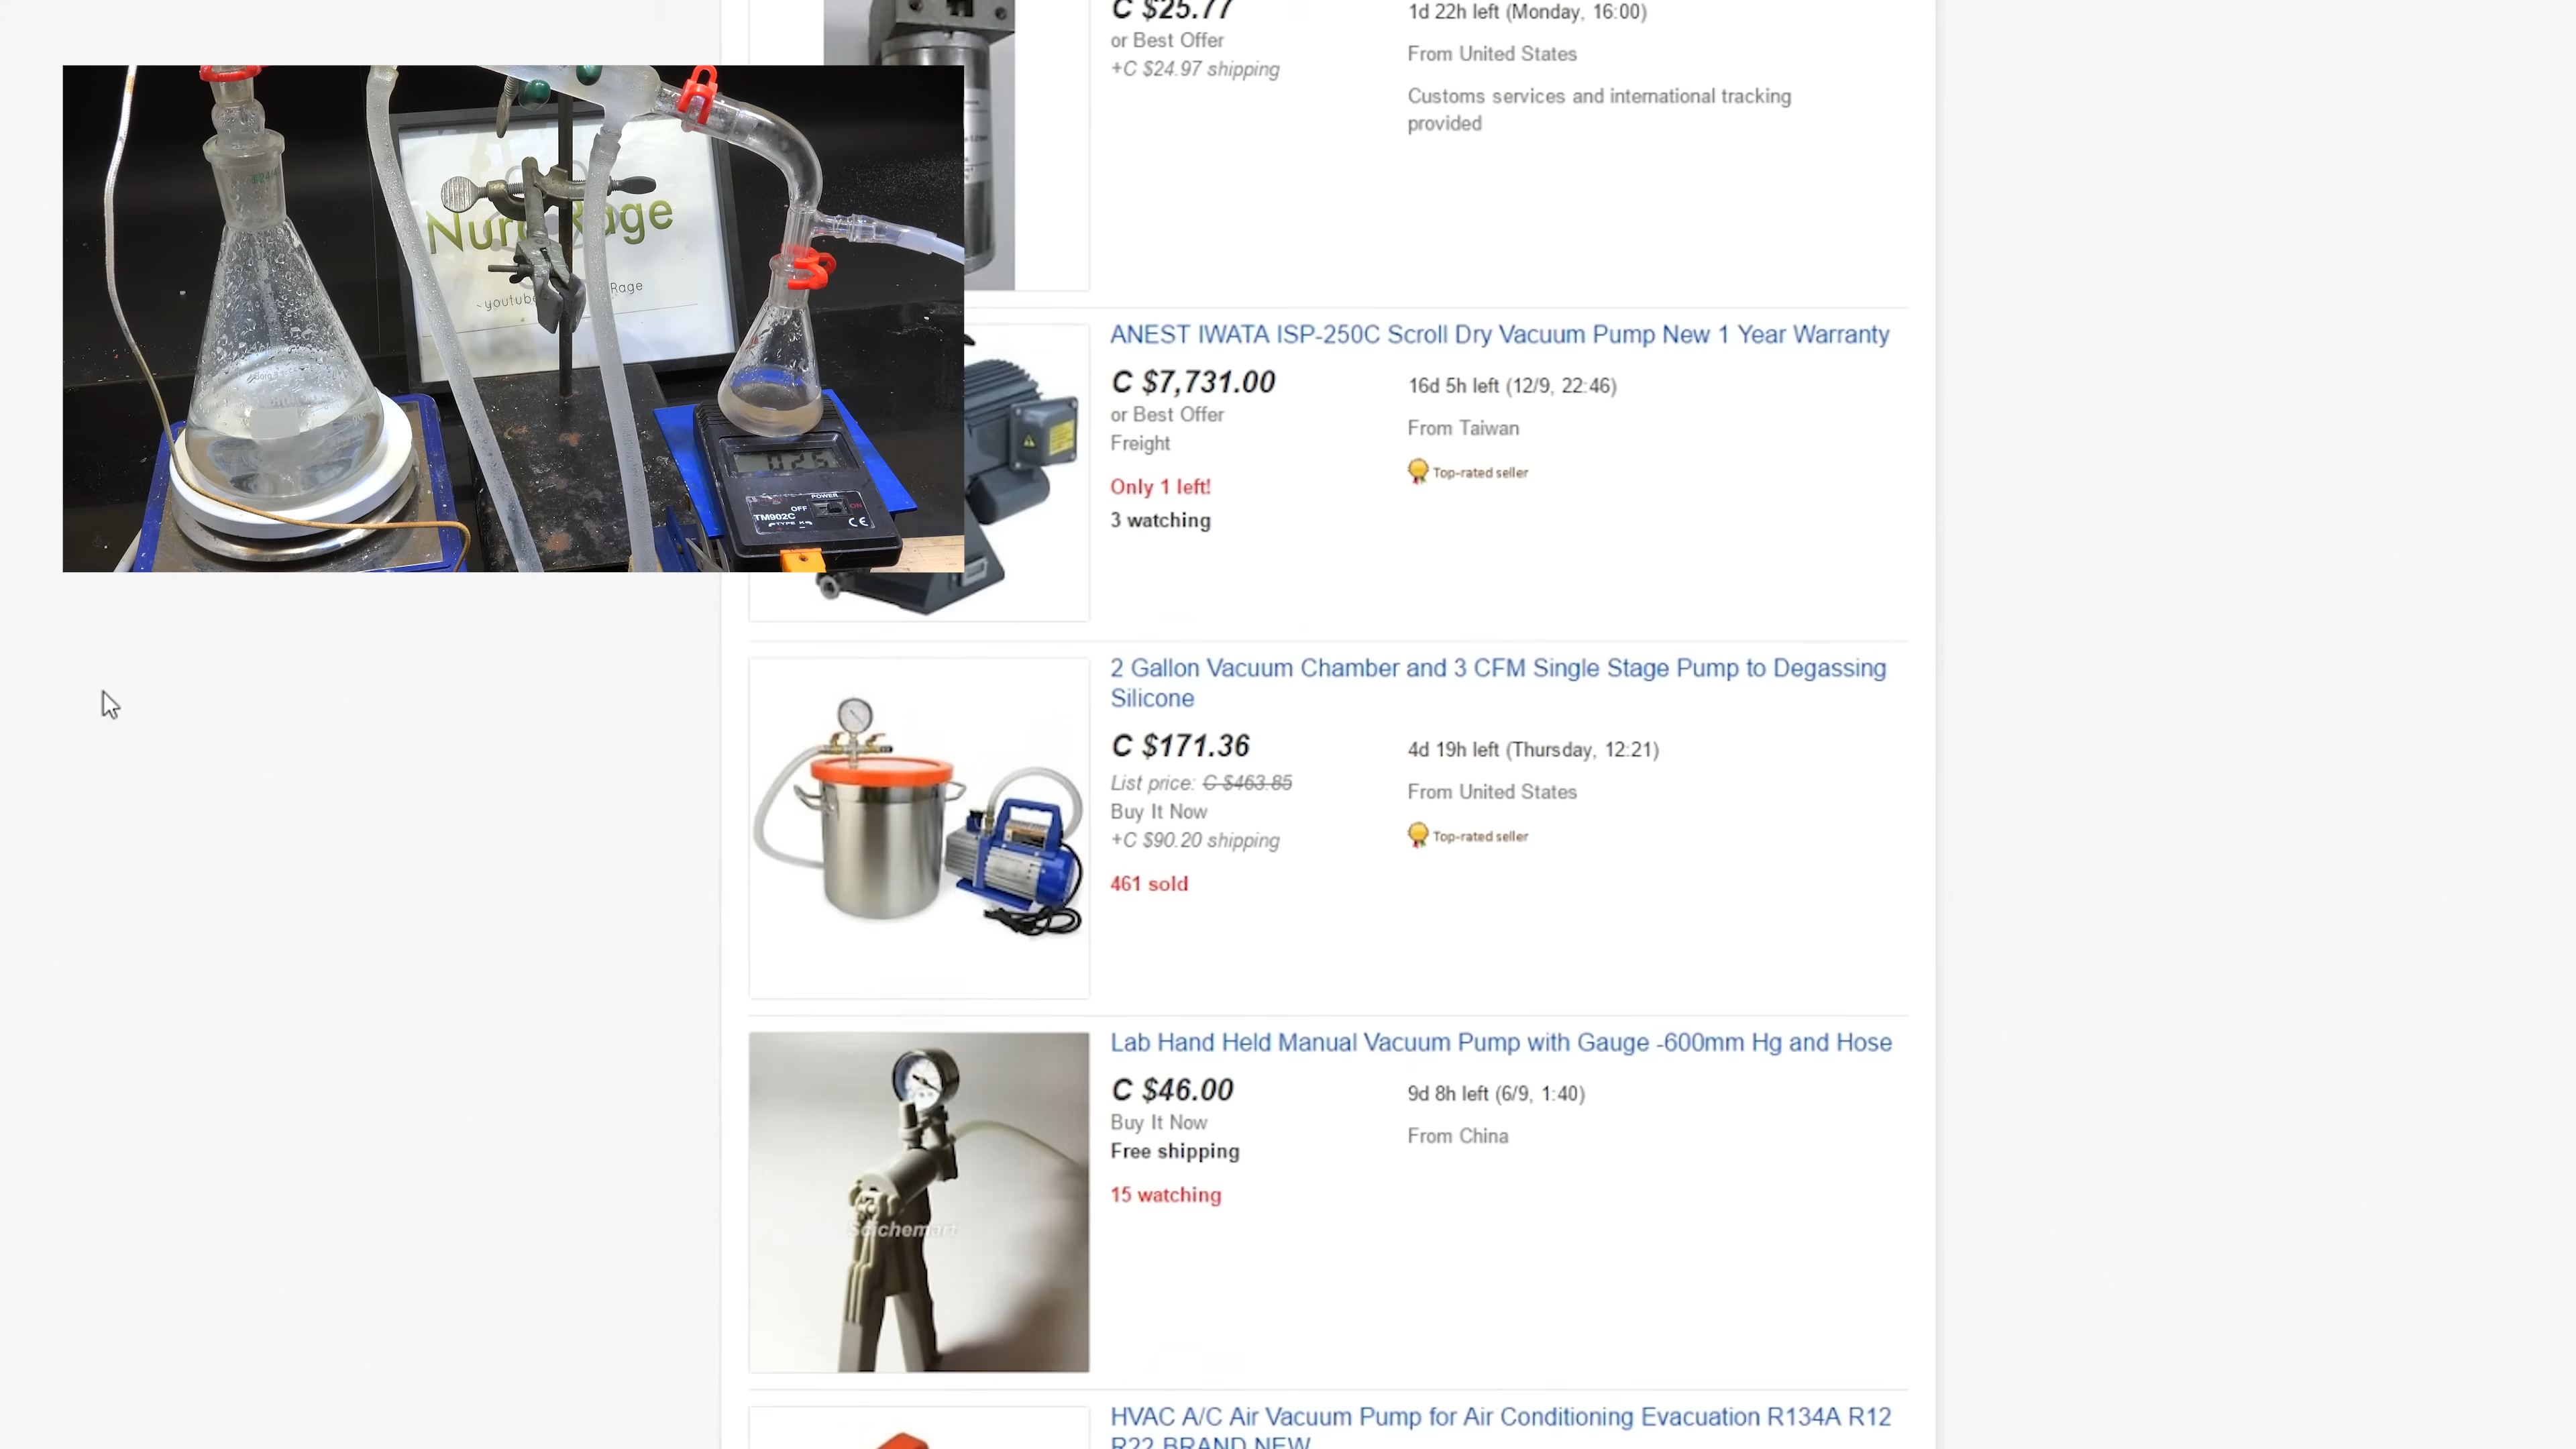 C $25.77
or Best Offer
+C $24.97 shipping
1d 22h left (Monday, 16:00)
From United States
Customs services and international tracking
provided
Rage
Rage
025
POWER
OFF
ON
TM902C
CE
ANEST IWATA ISP-250C Scroll Dry Vacuum Pump New 1 Year Warranty
C $7,731.00
or Best Offer
Freight
Only 1 left!
3 watching
16d 5h left (12/9, 22:46)
From Taiwan
Top-rated seller
2 Gallon Vacuum Chamber and 3 CFM Single Stage Pump to Degassing
Silicone
C $171.36
List price: C $463.85
Buy It Now
+C $90.20 shipping
461 sold
4d 19h left (Thursday, 12:21)
From United States
Top-rated seller
Lab Hand Held Manual Vacuum Pump with Gauge -600mm Hg and Hose
C $46.00
Buy It Now
Free shipping
15 watching
9d 8h left (6/9, 1:40)
From China
Scichemart
HVAC A/C Air Vacuum Pump for Air Conditioning Evacuation R134A R12
R22 BRAND NEW